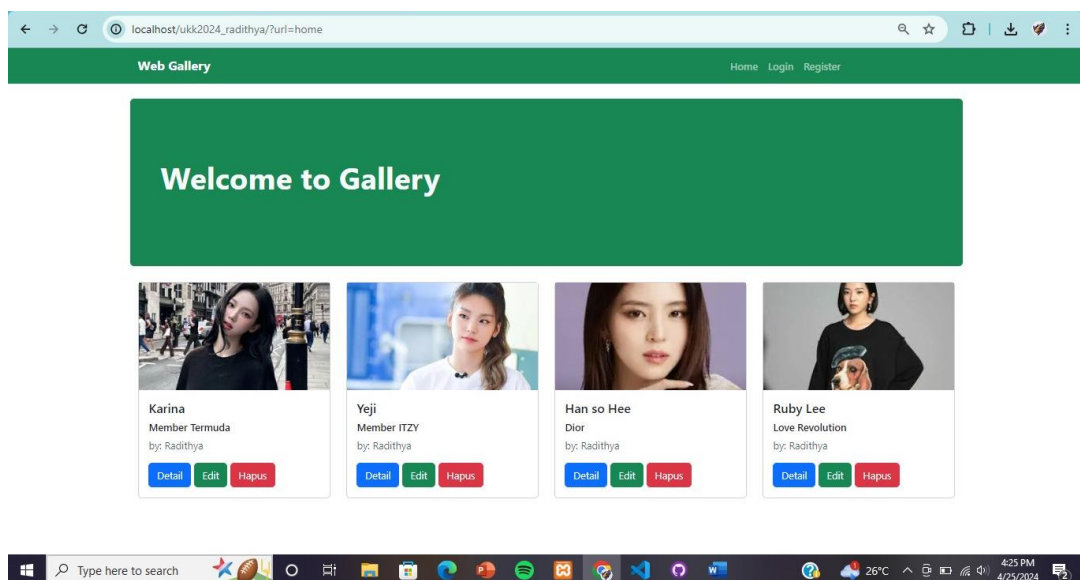 localhost/ukk2024_radithya/?url=home
Web Gallery
Home Login Register
Welcome to Gallery
Karina
Member Termuda
by: Radithya
Detail Edit Hapus
Yeji
Member ITZY
by: Radithya
Detail Edit Hapus
Han so Hee
Dior
by: Radithya
Detail Edit Hapus
Ruby Lee
Love Revolution
by: Radithya
Detail Edit Hapus
Type here to search
26°C
4:25 PM
4/25/2024